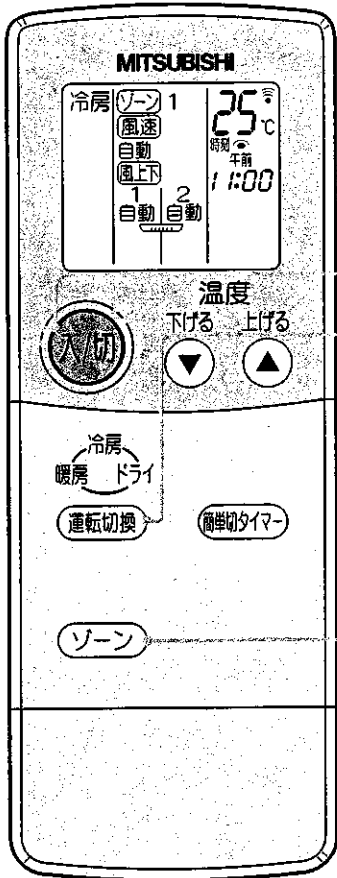 MITSUBISHI
冷房 ゾーン 1 25℃
風速 時刻
自動 午前
風上下 11:00
1 2
自動 自動
温度
入/切 下げる 上げる
▼ ▲
冷房
暖房 ドライ
運転切換 簡単切タイマー
ゾーン